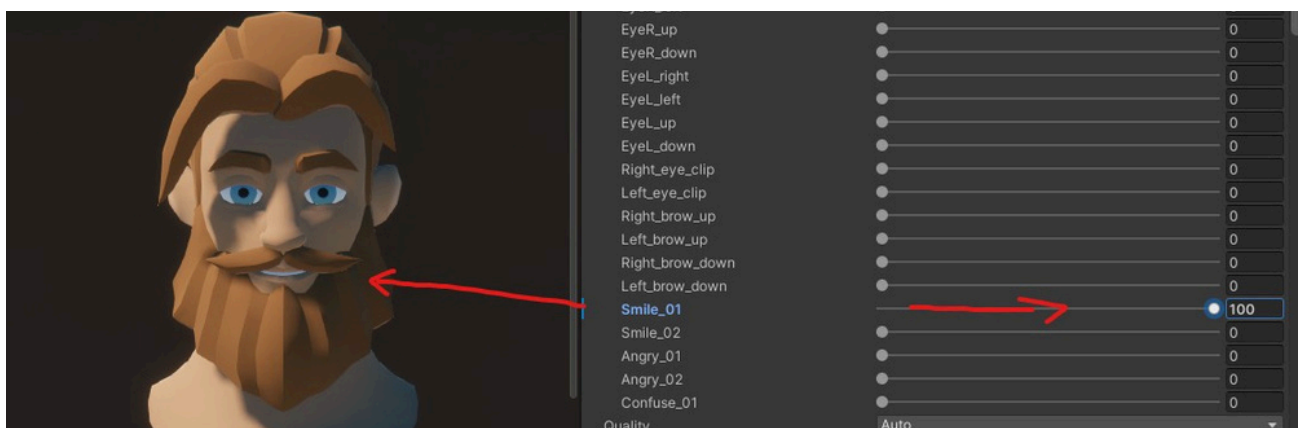 EyeR_up 0
EyeR_down 0
EyeL_right 0
EyeL_left 0
EyeL_up 0
EyeL_down 0
Right_eye_clip 0
Left_eye_clip 0
Right_brow_up 0
Left_brow_up 0
Right_brow_down 0
Left_brow_down 0
Smile_01 100
Smile_02 0
Angry_01 0
Angry_02 0
Confuse_01 0
Quality Auto